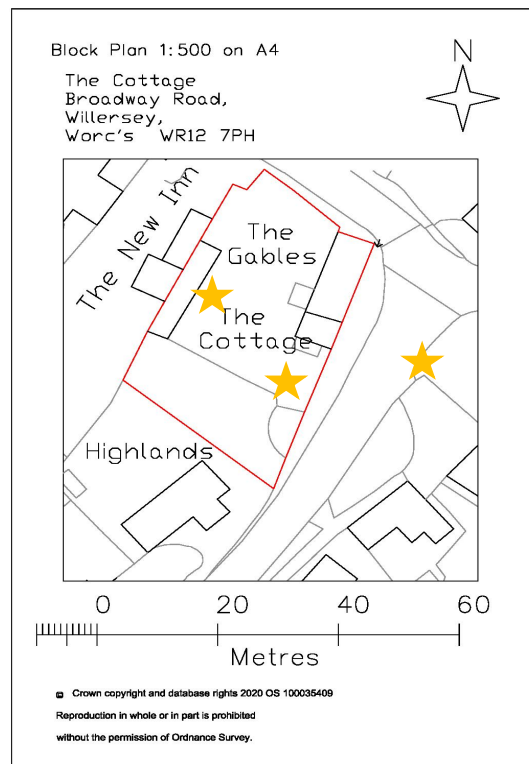 Block Plan 1:500 on A4
N
The Cottage
Broadway Road,
Willersey,
Worc's WR12 7PH
The New Inn
The
Gables
The
Cottage
Highlands
0 20 40 60
Metres
© Crown copyright and database rights 2020 OS 100035409
Reproduction in whole or in part is prohibited
without the permission of Ordnance Survey.